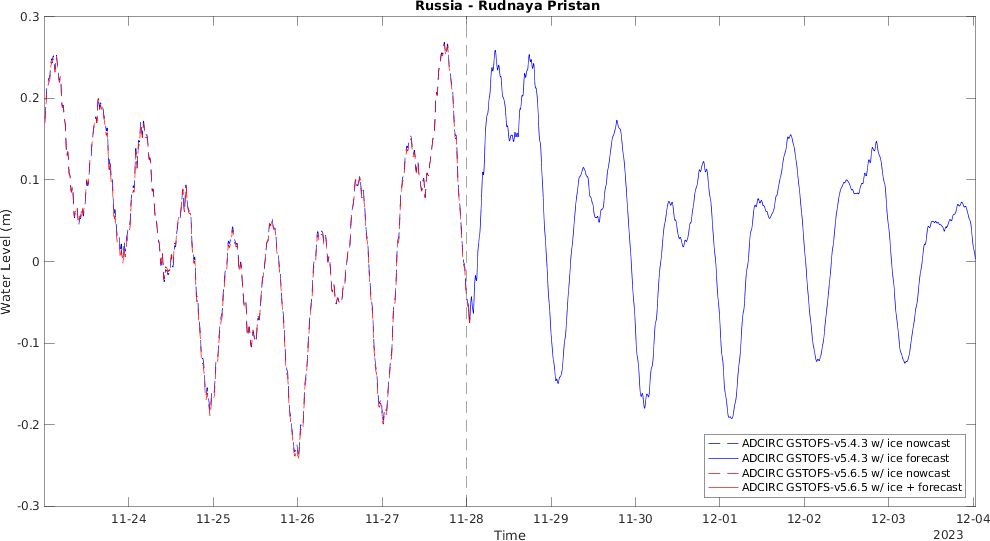 Russia - Rudnaya Pristan
0.3
0.2
0.1
0
-0.1
-0.2
-0.3
Water Level (m)
11-24 11-25 11-26 11-27 11-28 11-29 11-30 12-01 12-02 12-03 12-04
Time
2023
ADCIRC GSTOFS-v5.4.3 w/ ice nowcast
ADCIRC GSTOFS-v5.4.3 w/ ice forecast
ADCIRC GSTOFS-v5.6.5 w/ ice nowcast
ADCIRC GSTOFS-v5.6.5 w/ ice + forecast